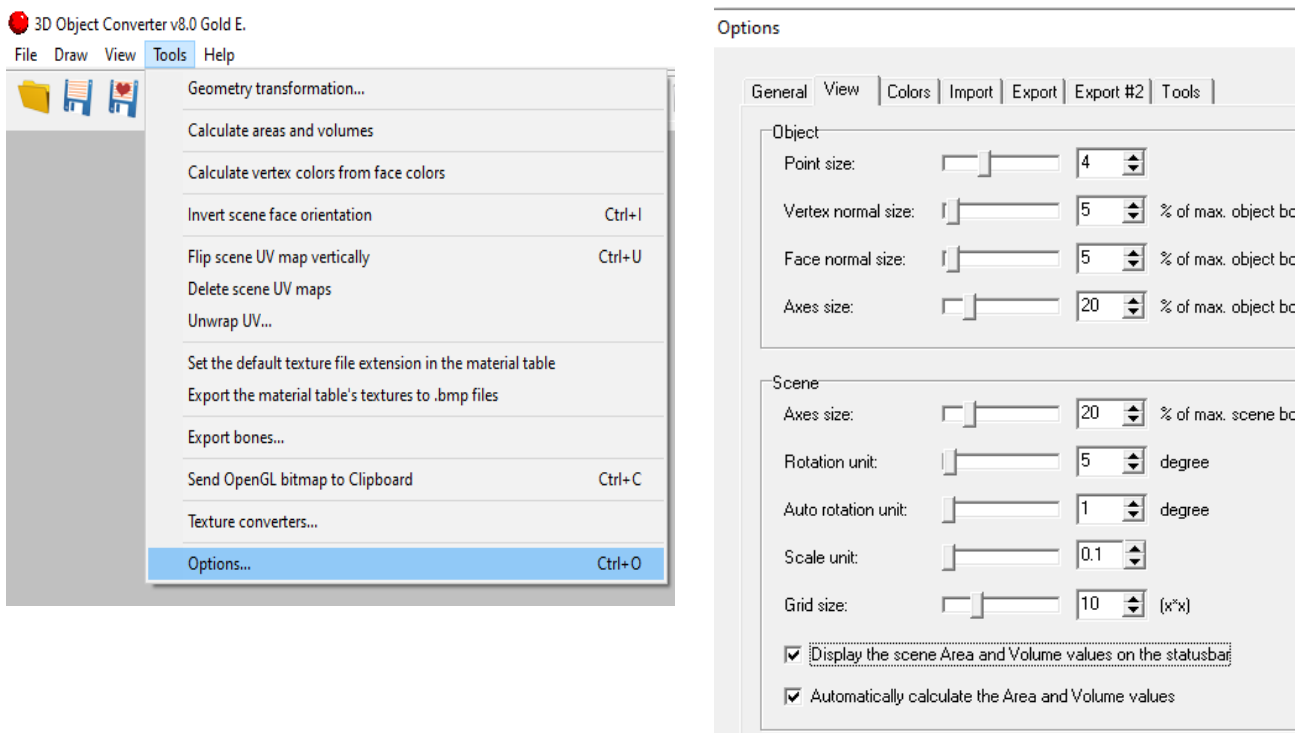 3D Object Converter v8.0 Gold E.
File Draw View Tools Help
Geometry transformation...
Calculate areas and volumes
Calculate vertex colors from face colors
Invert scene face orientation Ctrl+I
Flip scene UV map vertically Ctrl+U
Delete scene UV maps
Unwrap UV...
Set the default texture file extension in the material table
Export the material table's textures to .bmp files
Export bones...
Send OpenGL bitmap to Clipboard Ctrl+C
Texture converters...
Options... Ctrl+O
Options
General View Colors Import Export Export #2 Tools
Object
Point size: 4
Vertex normal size: 5 % of max. object bo
Face normal size: 5 % of max. object bo
Axes size: 20 % of max. object bo
Scene
Axes size: 20 % of max. scene bo
Rotation unit: 5 degree
Auto rotation unit: 1 degree
Scale unit: 0.1
Grid size: 10 (x*x)
Display the scene Area and Volume values on the statusbar
Automatically calculate the Area and Volume values